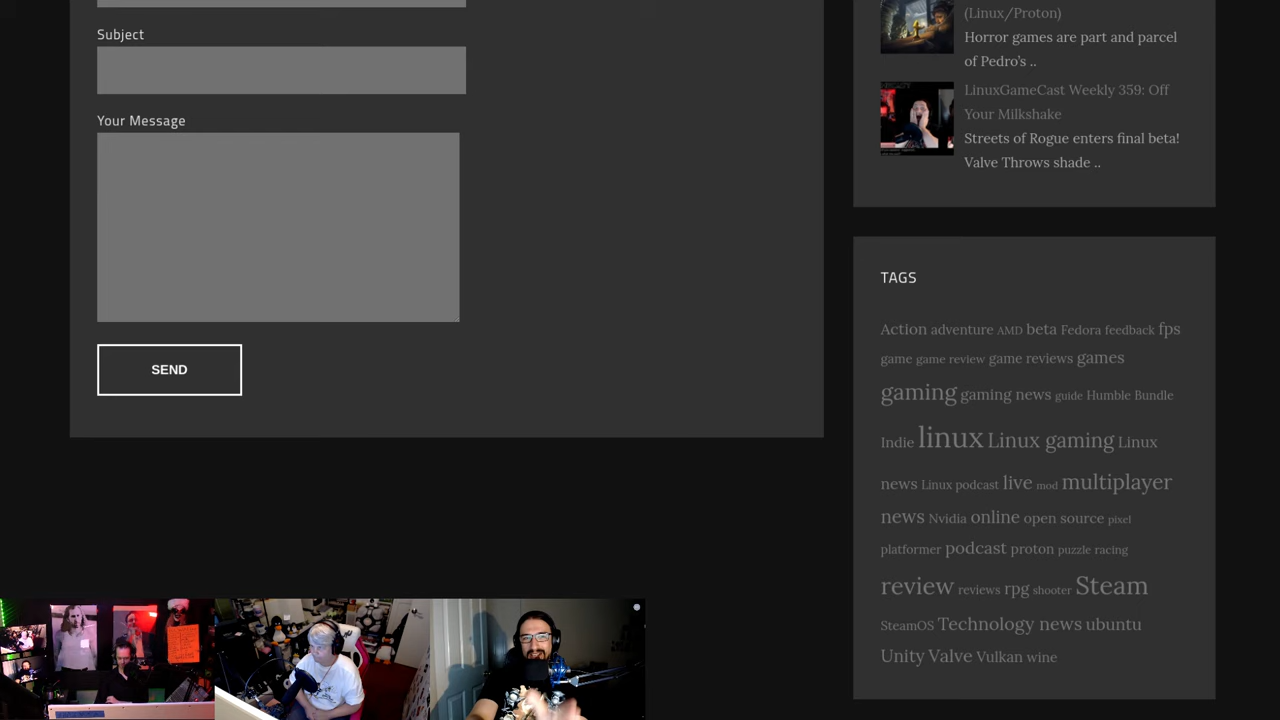 Subject
Your Message
SEND
(Linux/Proton)
Horror games are part and parcel
of Pedro's ..
LinuxGameCast Weekly 359: Off
Your Milkshake
Streets of Rogue enters final beta!
Valve Throws shade ..
TAGS
Action adventure AMD beta Fedora feedback fps
game game review game reviews games
gaming gaming news guide Humble Bundle
Indie linux Linux gaming Linux
news Linux podcast live mod multiplayer
news Nvidia online open source pixel
platformer podcast proton puzzle racing
review reviews rpg shooter Steam
SteamOS Technology news ubuntu
Unity Valve Vulkan wine